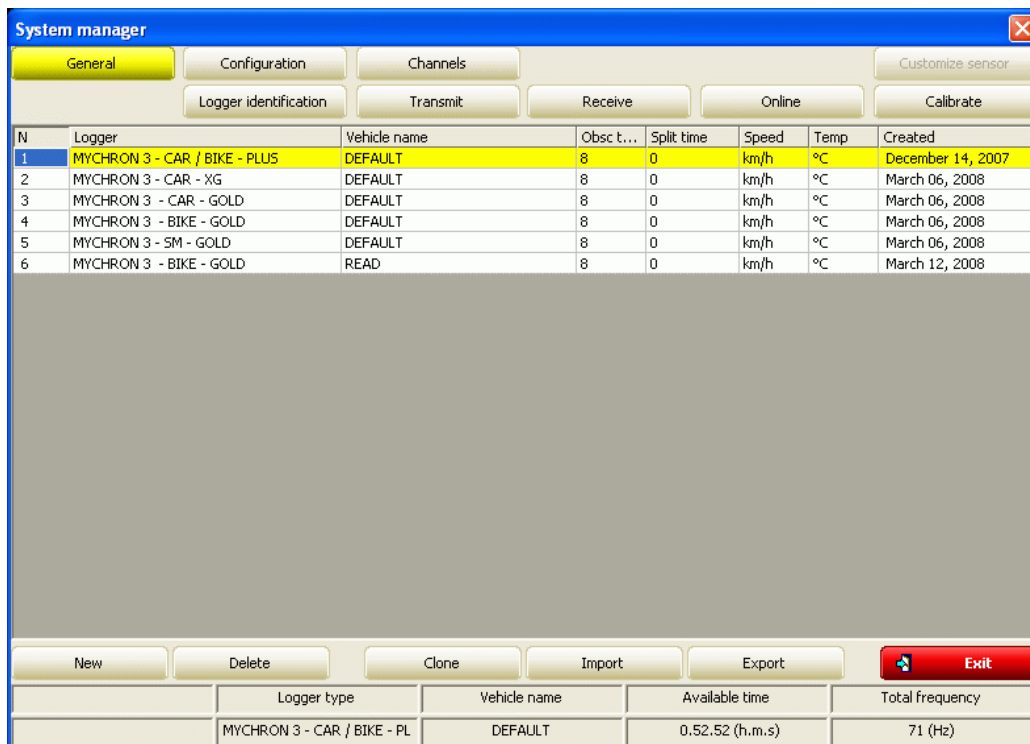 System manager
General Configuration Channels Customize sensor
Logger identification Transmit Receive Online Calibrate
N Logger Vehicle name Obsc t... Split time Speed Temp Created
1 MYCHRON 3 - CAR / BIKE - PLUS DEFAULT 8 0 km/h °C December 14, 2007
2 MYCHRON 3 - CAR - XG DEFAULT 8 0 km/h °C March 06, 2008
3 MYCHRON 3 - CAR - GOLD DEFAULT 8 0 km/h °C March 06, 2008
4 MYCHRON 3 - BIKE - GOLD DEFAULT 8 0 km/h °C March 06, 2008
5 MYCHRON 3 - SM - GOLD DEFAULT 8 0 km/h °C March 06, 2008
6 MYCHRON 3 - BIKE - GOLD READ 8 0 km/h °C March 12, 2008
New Delete Clone Import Export Exit
Logger type Vehicle name Available time Total frequency
MYCHRON 3 - CAR / BIKE - PL DEFAULT 0.52.52 (h.m.s) 71 (Hz)